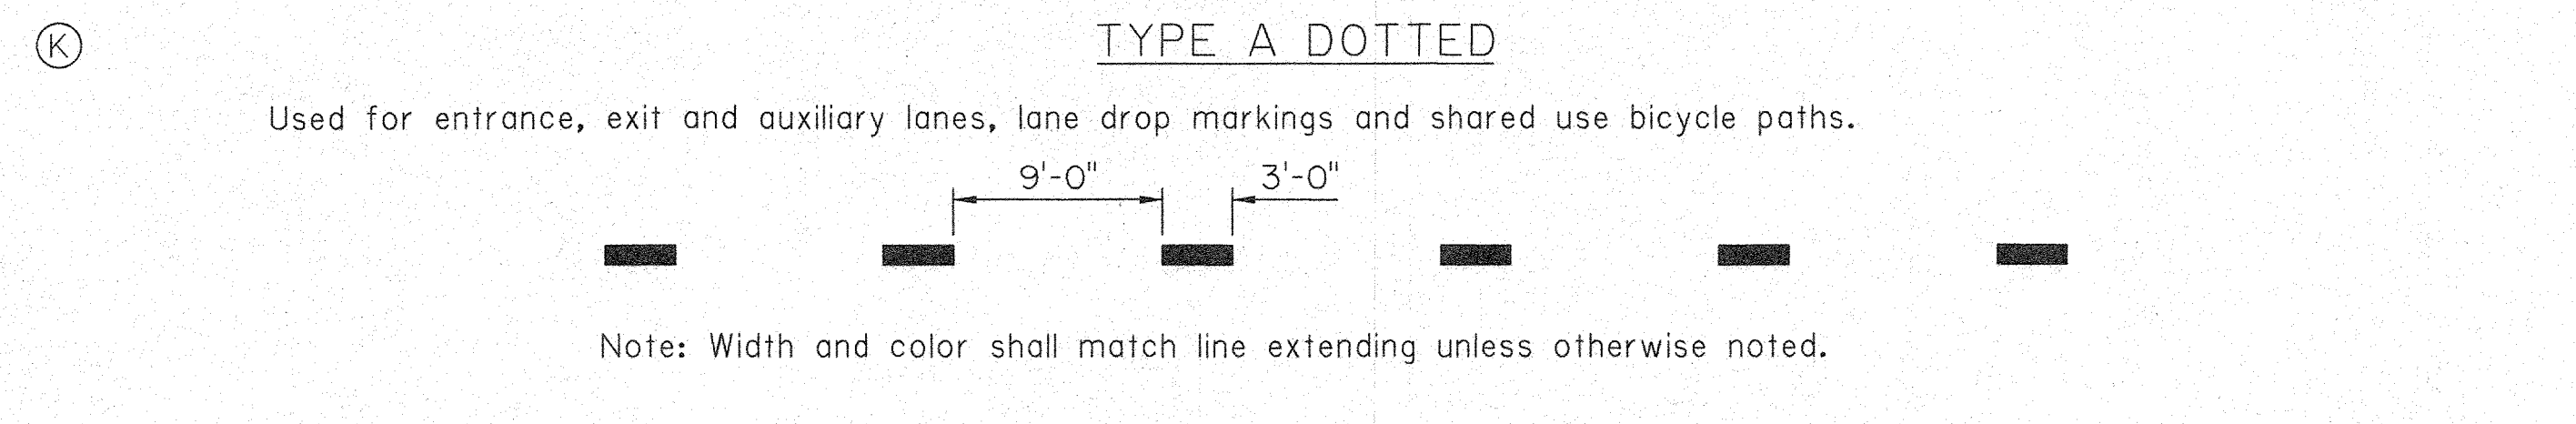 K
TYPE A DOTTED
Used for entrance, exit and auxiliary lanes, lane drop markings and shared use bicycle paths.
9'-0" 3'-0"
Note: Width and color shall match line extending unless otherwise noted.